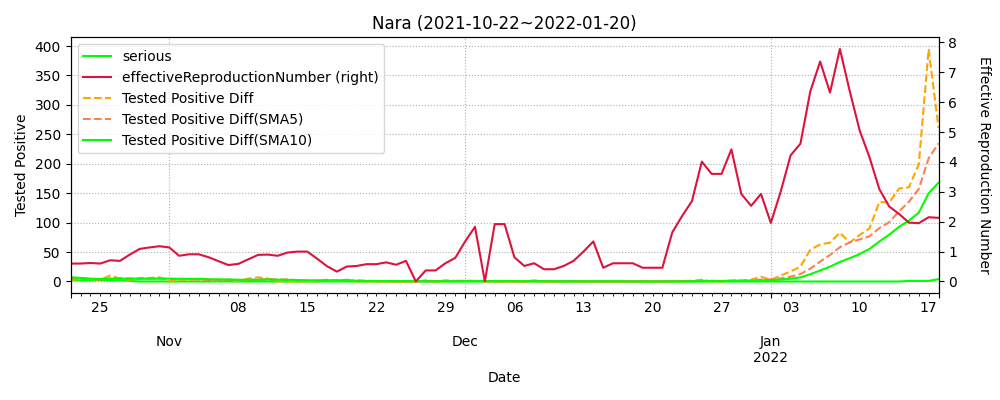 Nara (2021-10-22~2022-01-20)
serious
effectiveReproductionNumber (right)
Tested Positive Diff
Tested Positive Diff(SMA5)
Tested Positive Diff(SMA10)
Tested Positive
400
350
300
250
200
150
100
50
0
8
7
6
5
4
3
2
1
0
Effective Reproduction Number
25 08 15 22 29 06 13 20 27 03 10 17
Nov Dec Jan
2022
Date